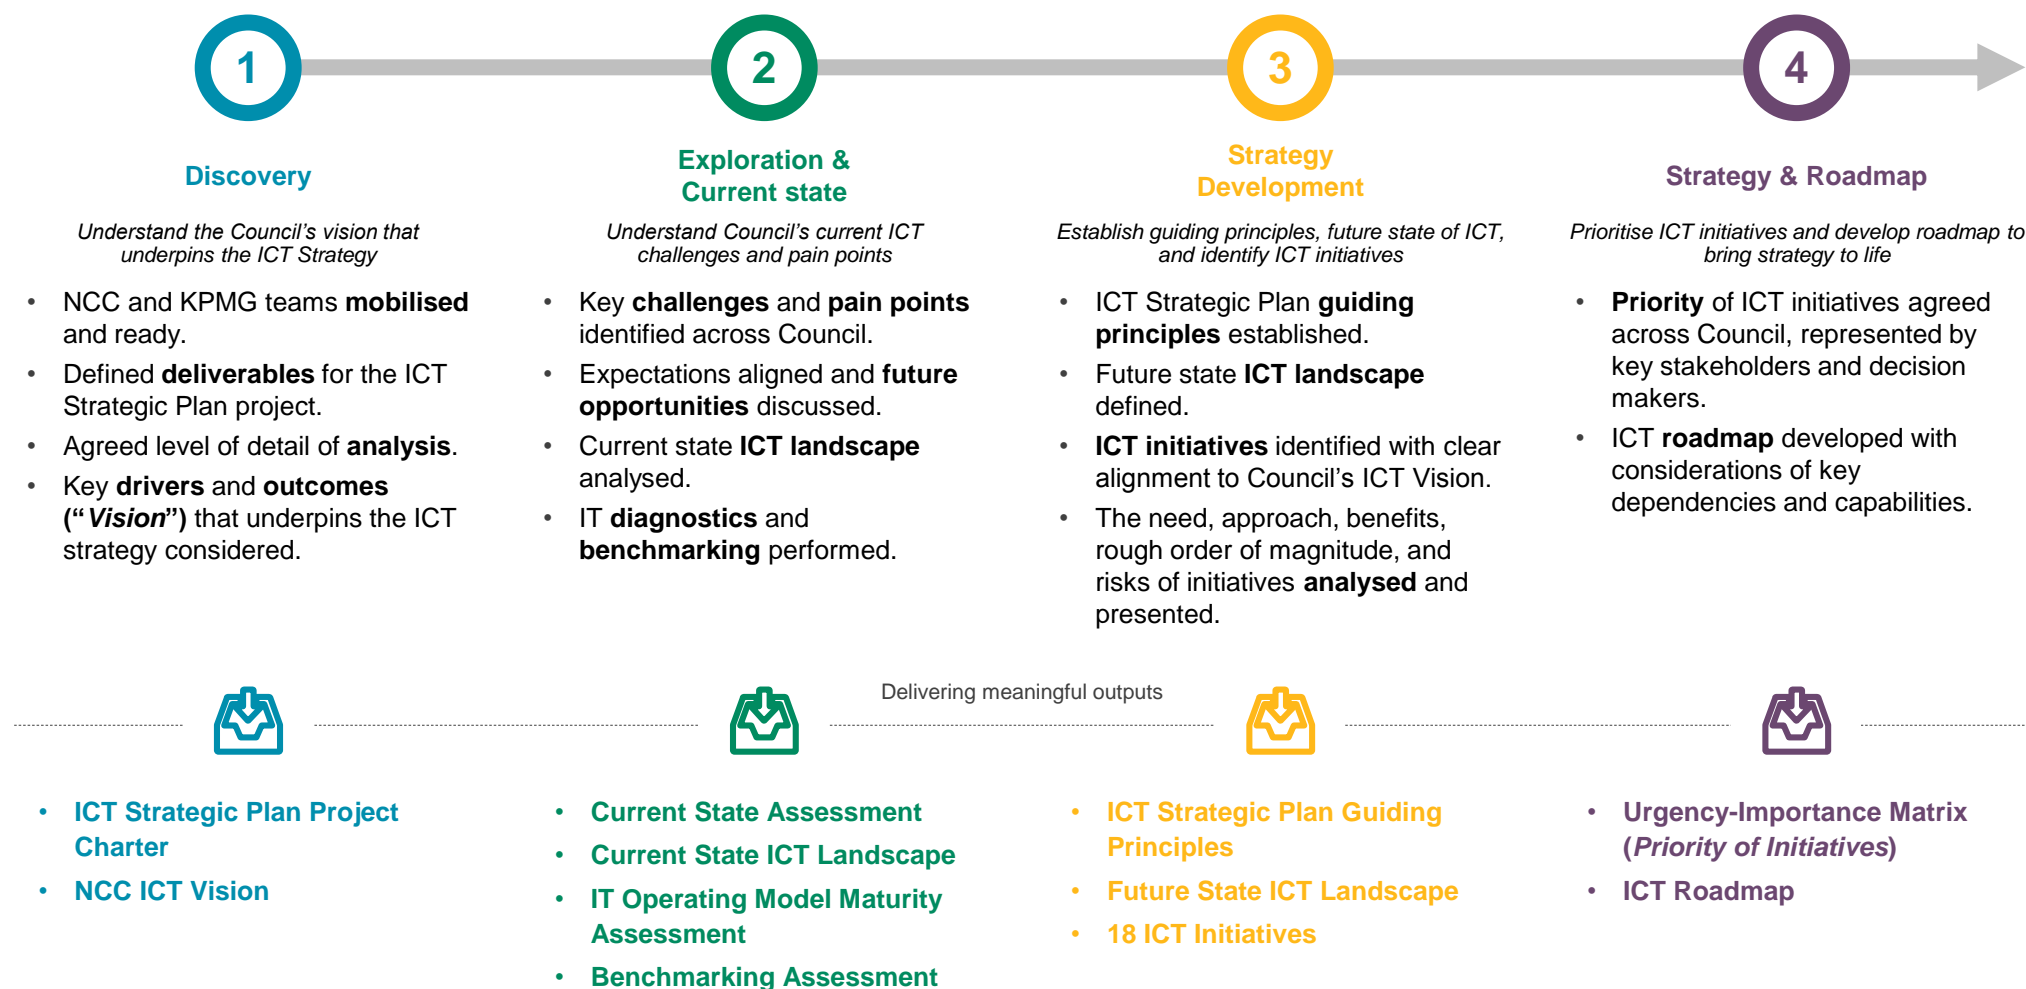 1
2
3
4
Discovery
Understand the Council's vision that
underpins the ICT Strategy
• NCC and KPMG teams mobilised
and ready.
• Defined deliverables for the ICT
Strategic Plan project.
• Agreed level of detail of analysis.
• Key drivers and outcomes
(“Vision”) that underpins the ICT
strategy considered.
Exploration &
Current state
Understand Council's current ICT
challenges and pain points
• Key challenges and pain points
identified across Council.
• Expectations aligned and future
opportunities discussed.
• Current state ICT landscape
analysed.
• IT diagnostics and
benchmarking performed.
Strategy
Development
Establish guiding principles, future state of ICT,
and identify ICT initiatives
• ICT Strategic Plan guiding
principles established.
• Future state ICT landscape
defined.
• ICT initiatives identified with clear
alignment to Council’s ICT Vision.
• The need, approach, benefits,
rough order of magnitude, and
risks of initiatives analysed and
presented.
Strategy & Roadmap
Prioritise ICT initiatives and develop roadmap to
bring strategy to life
• Priority of ICT initiatives agreed
across Council, represented by
key stakeholders and decision
makers.
• ICT roadmap developed with
considerations of key
dependencies and capabilities.
Delivering meaningful outputs
• ICT Strategic Plan Project
Charter
• NCC ICT Vision
• Current State Assessment
• Current State ICT Landscape
• IT Operating Model Maturity
Assessment
• Benchmarking Assessment
• ICT Strategic Plan Guiding
Principles
• Future State ICT Landscape
• 18 ICT Initiatives
• Urgency-Importance Matrix
(Priority of Initiatives)
• ICT Roadmap